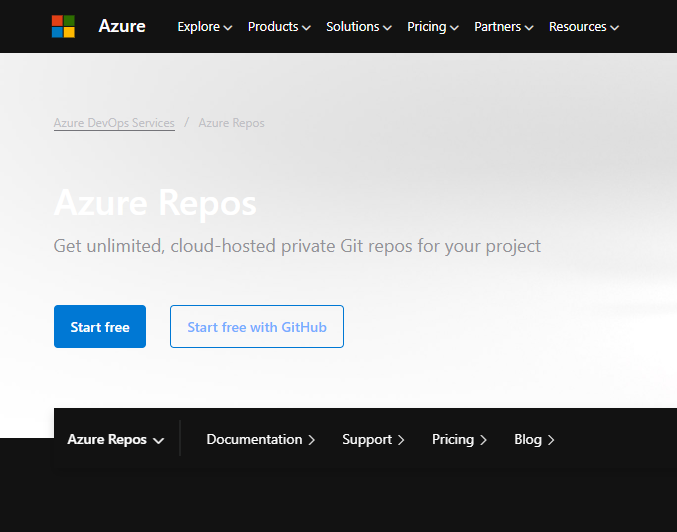 Azure Explore Products Solutions Pricing Partners Resources
Azure DevOps Services / Azure Repos
Azure Repos
Get unlimited, cloud-hosted private Git repos for your project
Start free Start free with GitHub
Azure Repos Documentation Support Pricing Blog